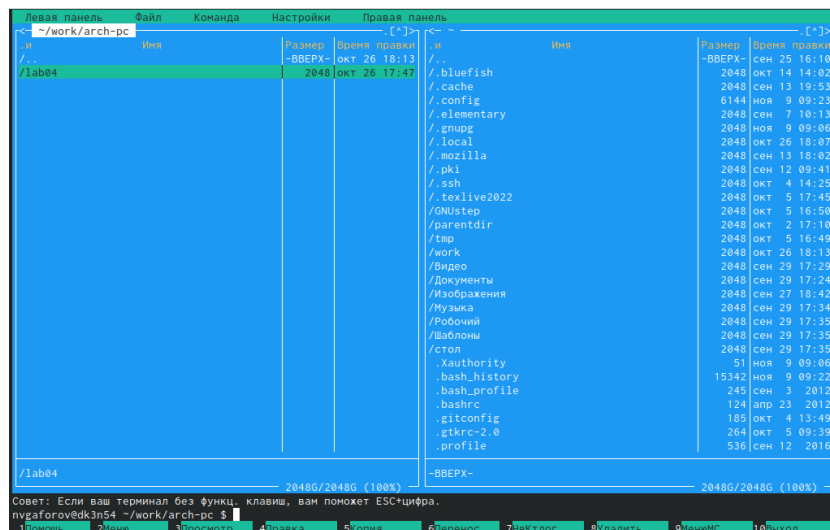 Левая панель Файл Команда Настройки Правая панель
<─ ~/work/arch-pc .[^]>
.и Имя Размер Время правки
/.. -ВВЕРХ- окт 26 18:13
/lab04 2048 окт 26 17:47
/lab04
2048G/2048G (100%)
<─ ~ .[^]>
.и Имя Размер Время правки
/.. -ВВЕРХ- сен 25 16:10
/.bluefish 2048 окт 14 14:02
/.cache 2048 сен 13 19:53
/.config 6144 ноя 9 09:23
/.elementary 2048 сен 7 10:13
/.gnupg 2048 ноя 9 09:06
/.local 2048 окт 26 18:07
/.mozilla 2048 сен 13 18:02
/.pki 2048 сен 12 09:41
/.ssh 2048 окт 4 14:25
/.texlive2022 2048 окт 5 17:45
/GNUstep 2048 окт 5 16:50
/parentdir 2048 окт 2 17:10
/tmp 2048 окт 5 16:49
/work 2048 окт 26 18:13
/Видео 2048 сен 29 17:29
/Документы 2048 сен 29 17:24
/Изображения 2048 сен 27 18:42
/Музыка 2048 сен 29 17:34
/Робочий 2048 сен 29 17:35
/Шаблоны 2048 сен 29 17:35
/стол 2048 сен 29 17:35
.Xauthority 51 ноя 9 09:06
.bash_history 15342 ноя 9 09:22
.bash_profile 245 сен 3 2012
.bashrc 124 апр 23 2012
.gitconfig 185 окт 4 13:49
.gtkrc-2.0 264 окт 5 09:39
.profile 536 сен 12 2016
-ВВЕРХ-
2048G/2048G (100%)
Совет: Если ваш терминал без функц. клавиш, вам поможет ESC+цифра.
nvgaforov@dk3n54 ~/work/arch-pc $
1Помощь 2Меню 3Просмотр 4Правка 5Копия 6Перенос 7НвКтлог 8Удалить 9МенюMC 10Выход